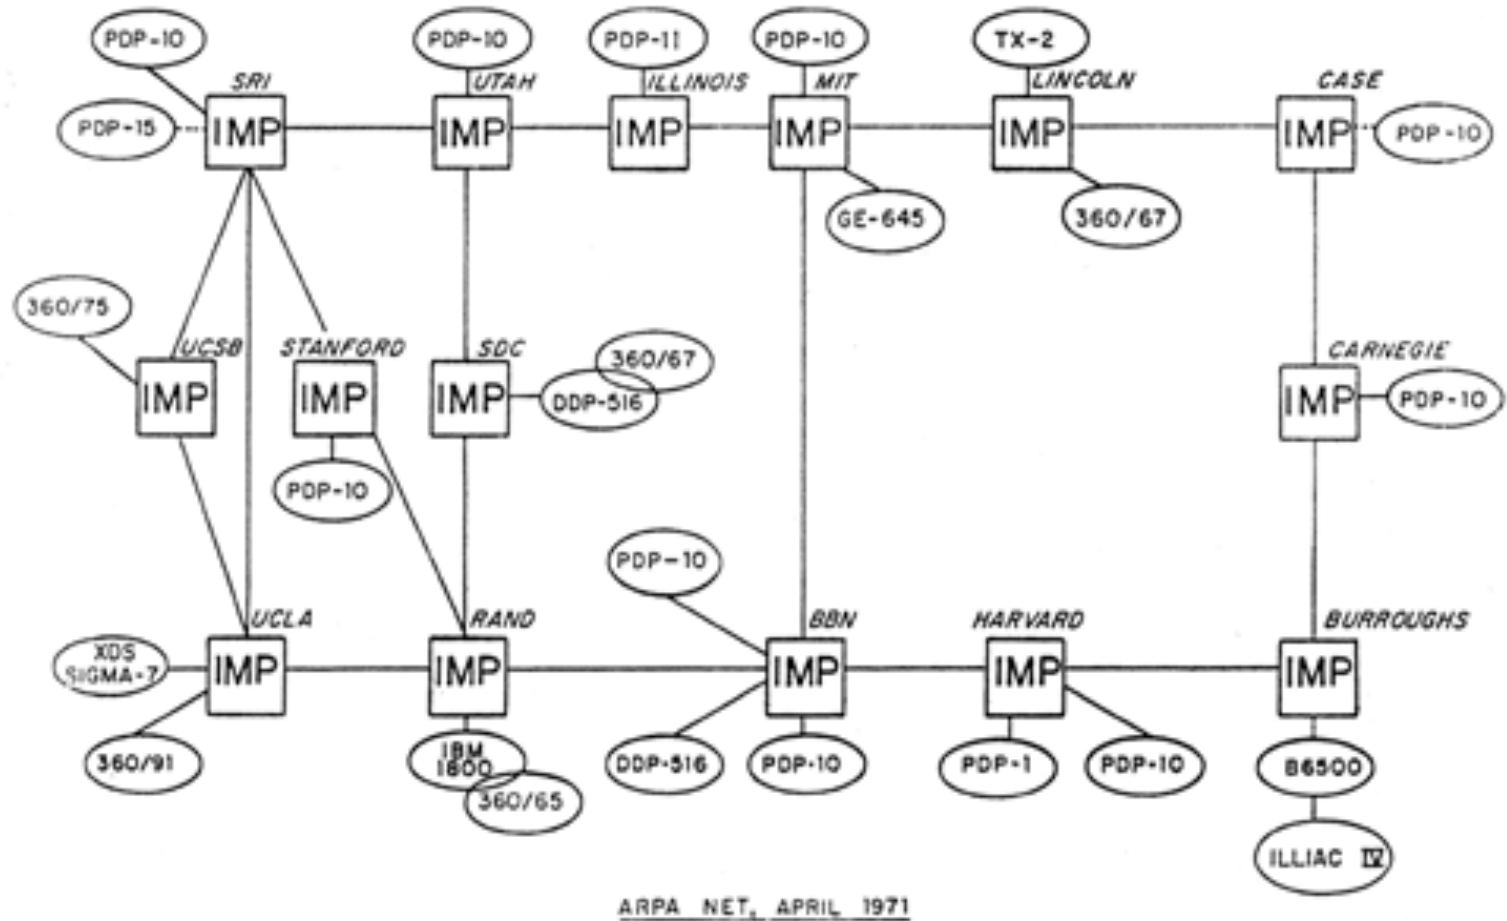 PDP-10
PDP-10
PDP-11
PDP-10
TX-2
SRI
UTAH
ILLINOIS
MIT
LINCOLN
CASE
PDP-15
IMP
IMP
IMP
IMP
IMP
IMP
PDP-10
GE-645
360/67
360/75
UCSB
STANFORD
SDC
360/67
CARNEGIE
IMP
IMP
IMP
DDP-516
IMP
PDP-10
PDP-10
PDP-10
UCLA
RAND
BBN
HARVARD
BURROUGHS
XDS
SIGMA-7
IMP
IMP
IMP
IMP
IMP
360/91
IBM
1800
360/65
DDP-516
PDP-10
PDP-1
PDP-10
B6500
ILLIAC IV
ARPA NET, APRIL 1971